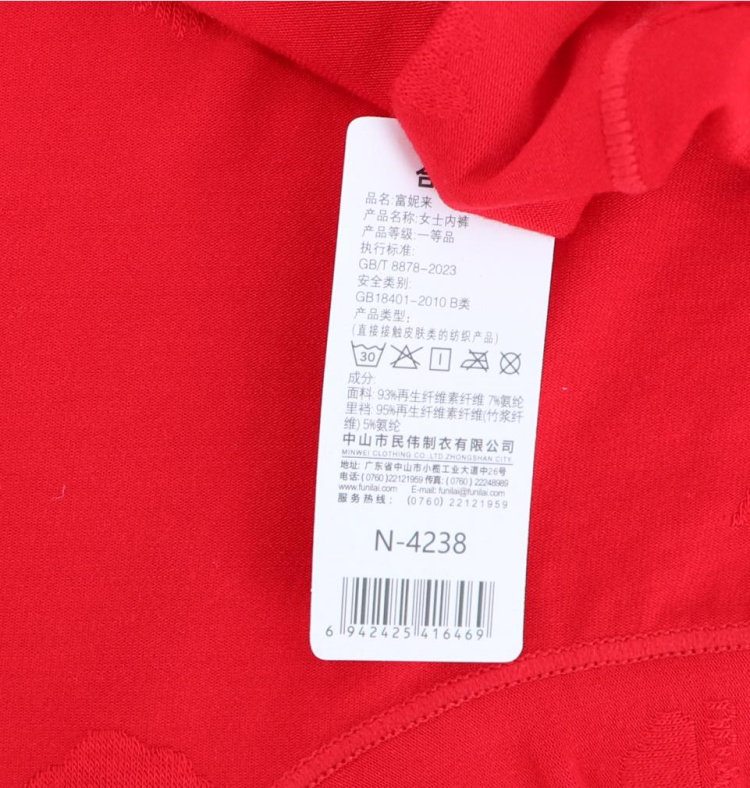 品名:富妮来
产品名称:女士内裤
产品等级:一等品
执行标准:
GB/T 8878-2023
安全类别:
GB18401-2010 B类
产品类型:
(直接接触皮肤类的纺织产品)
30
成分:
面料:93%再生纤维素纤维 7%氨纶
里裆:95%再生纤维素纤维(竹浆纤
维) 5%氨纶
中山市民伟制衣有限公司
MINWEI CLOTHING CO.,LTD.ZHONGSHAN CITY.
地址: 广东省中山市小榄工业大道中26号
电话:(0760)22121959 传真:(0760) 22248989
www.funilai.com E-mail: funilai@funilai.com
服务热线: (0760) 22121959
N-4238
6 942425 416469